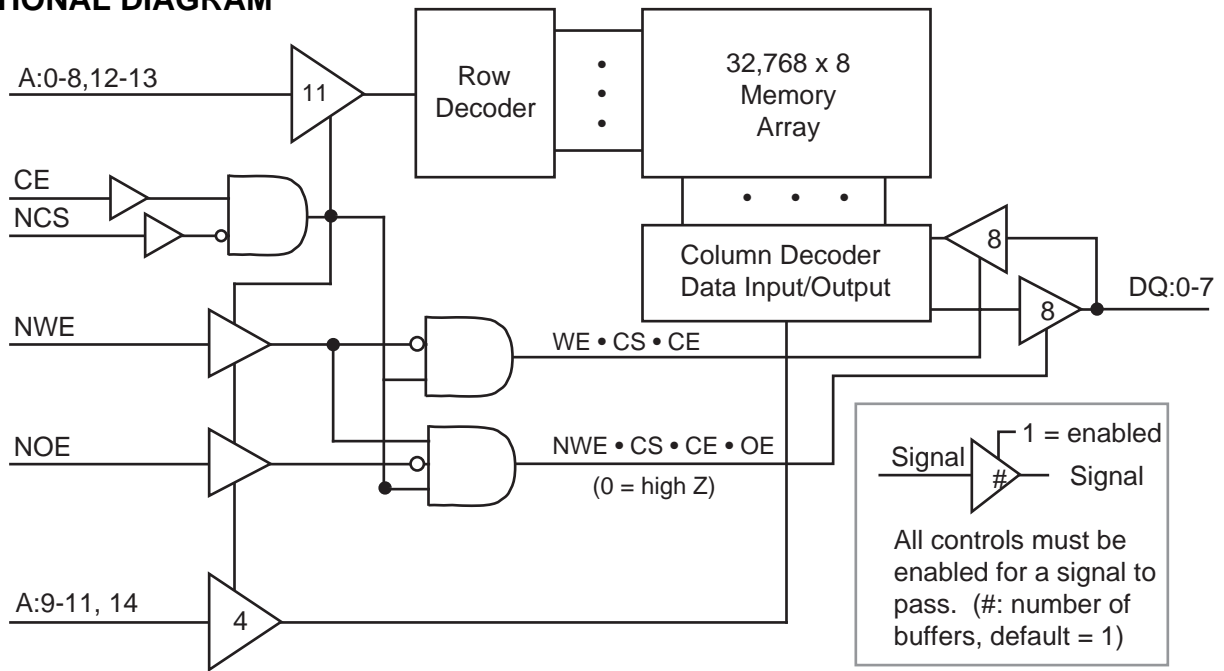 TIONAL DIAGRAM
A:0-8,12-13
11
Row
Decoder
• • •
32,768 x 8
Memory
Array
CE
NCS
• • •
Column Decoder
Data Input/Output
8
8
DQ:0-7
NWE
WE • CS • CE
NOE
NWE • CS • CE • OE
(0 = high Z)
A:9-11, 14
4
1 = enabled
Signal
#
Signal
All controls must be
enabled for a signal to
pass. (#: number of
buffers, default = 1)